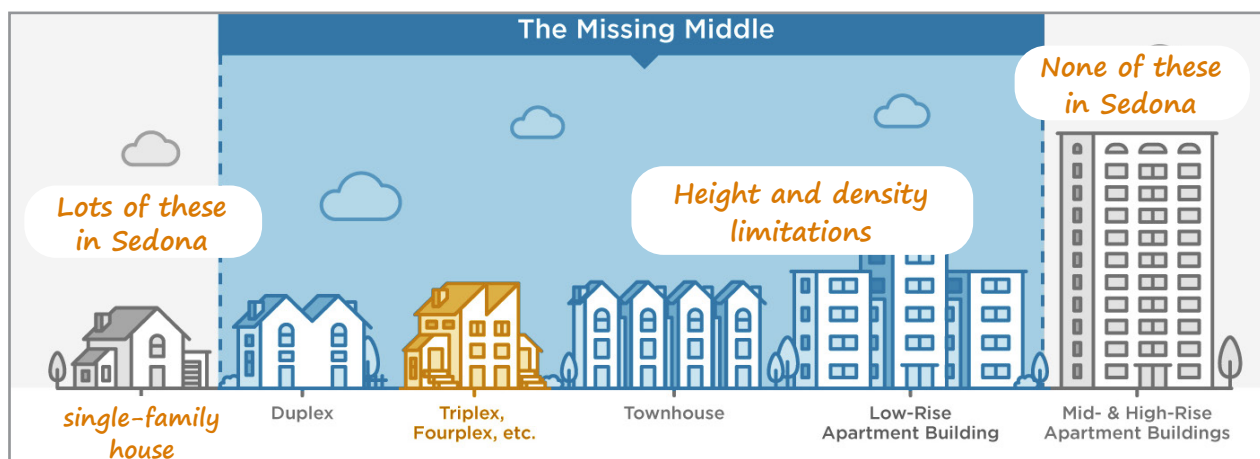 The Missing Middle
None of these
in Sedona
Lots of these
in Sedona
Height and density
limitations
single-family
house
Duplex
Triplex,
Fourplex, etc.
Townhouse
Low-Rise
Apartment Building
Mid- & High-Rise
Apartment Buildings